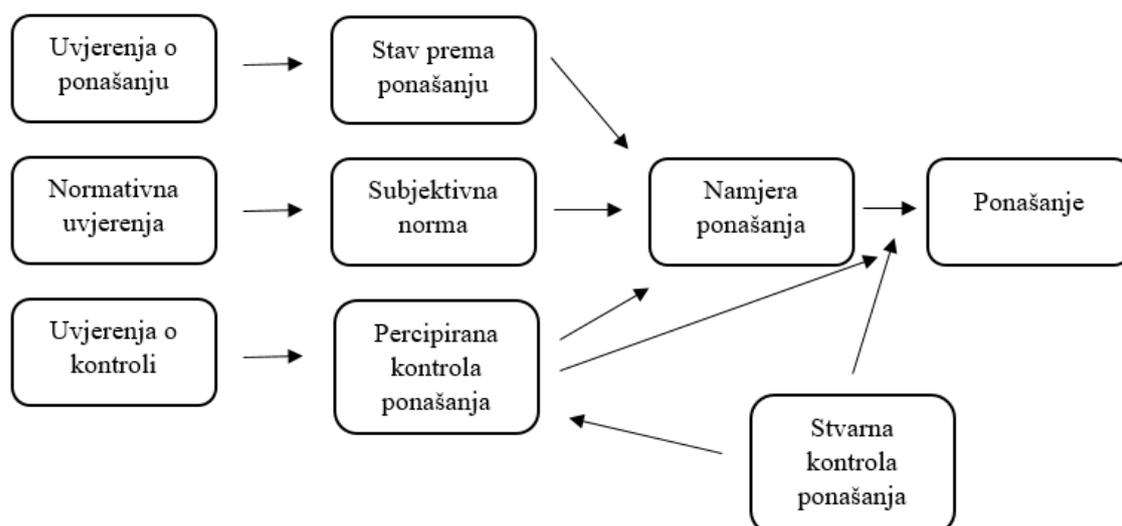 Uvjerenja o
ponašanju
Stav prema
ponašanju
Normativna
uvjerenja
Subjektivna
norma
Namjera
ponašanja
Ponašanje
Uvjerenja o
kontroli
Percipirana
kontrola
ponašanja
Stvarna
kontrola
ponašanja